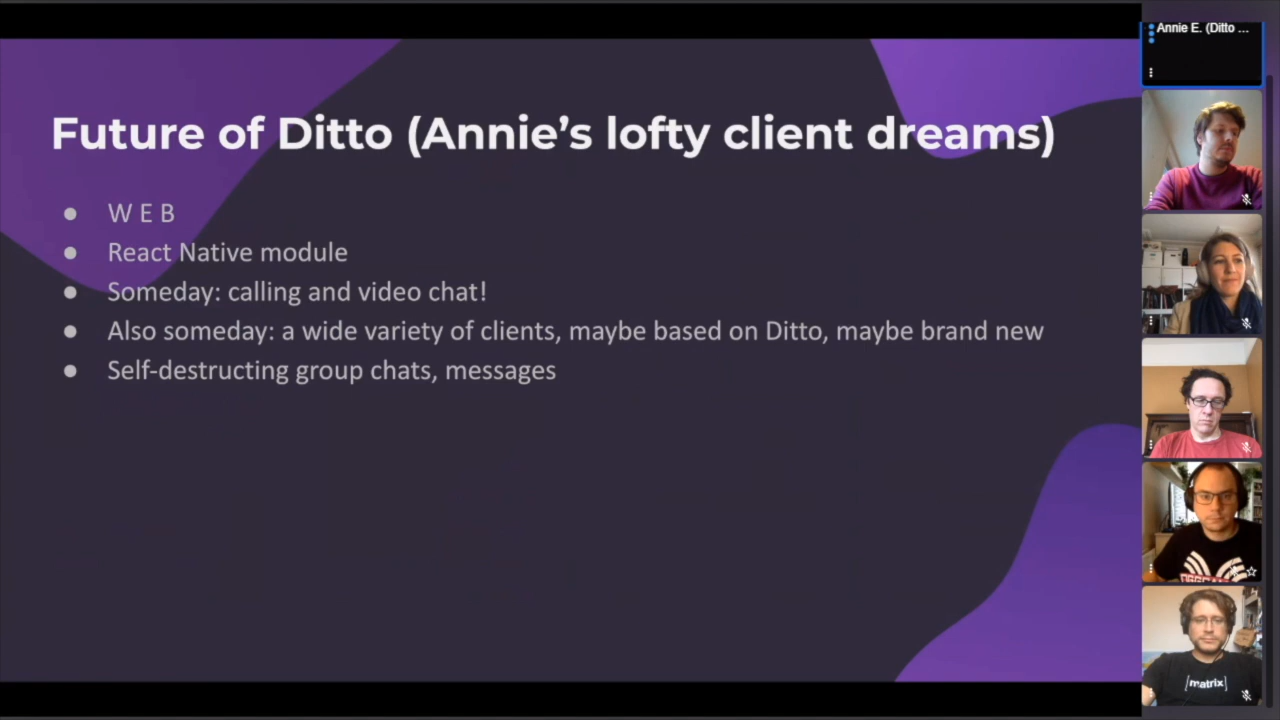 Annie E. (Ditto ...
Future of Ditto (Annie's lofty client dreams)
● W E B
● React Native module
● Someday: calling and video chat!
● Also someday: a wide variety of clients, maybe based on Ditto, maybe brand new
● Self-destructing group chats, messages
[matrix]